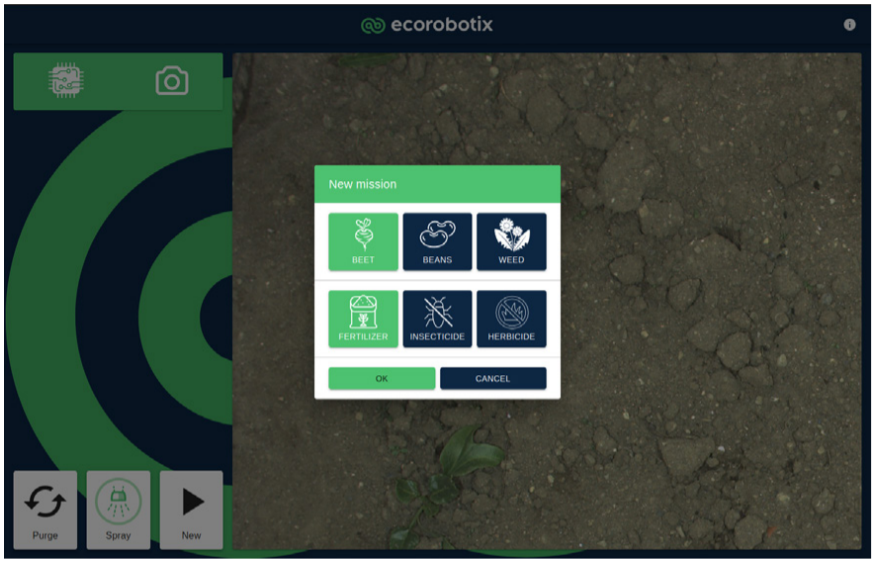 ecorobotix
New mission
BEET BEANS WEED
FERTILIZER INSECTICIDE HERBICIDE
OK CANCEL
Purge Spray New